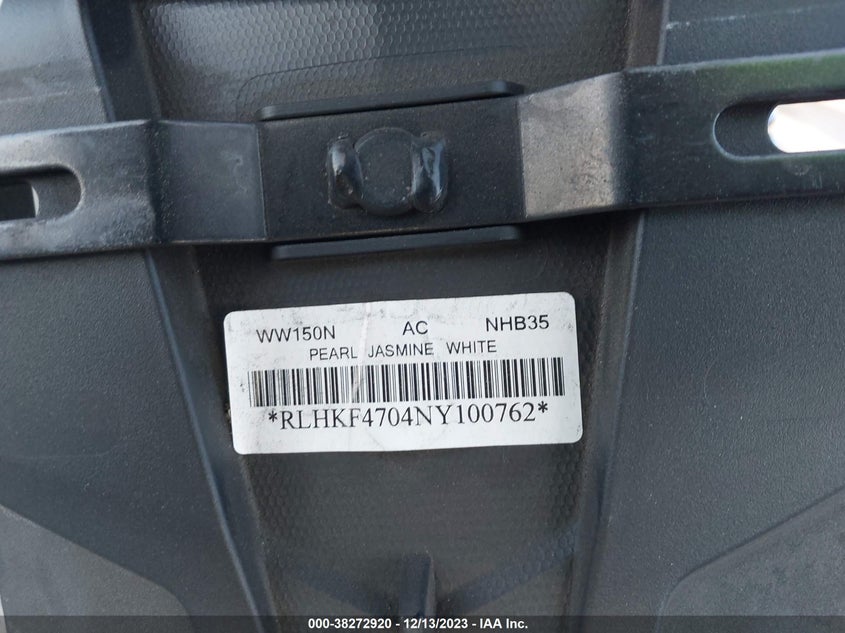 WW150N AC NHB35
PEARL JASMINE WHITE
*RLHKF4704NY100762*
000-38272920 - 12/13/2023 - IAA Inc.